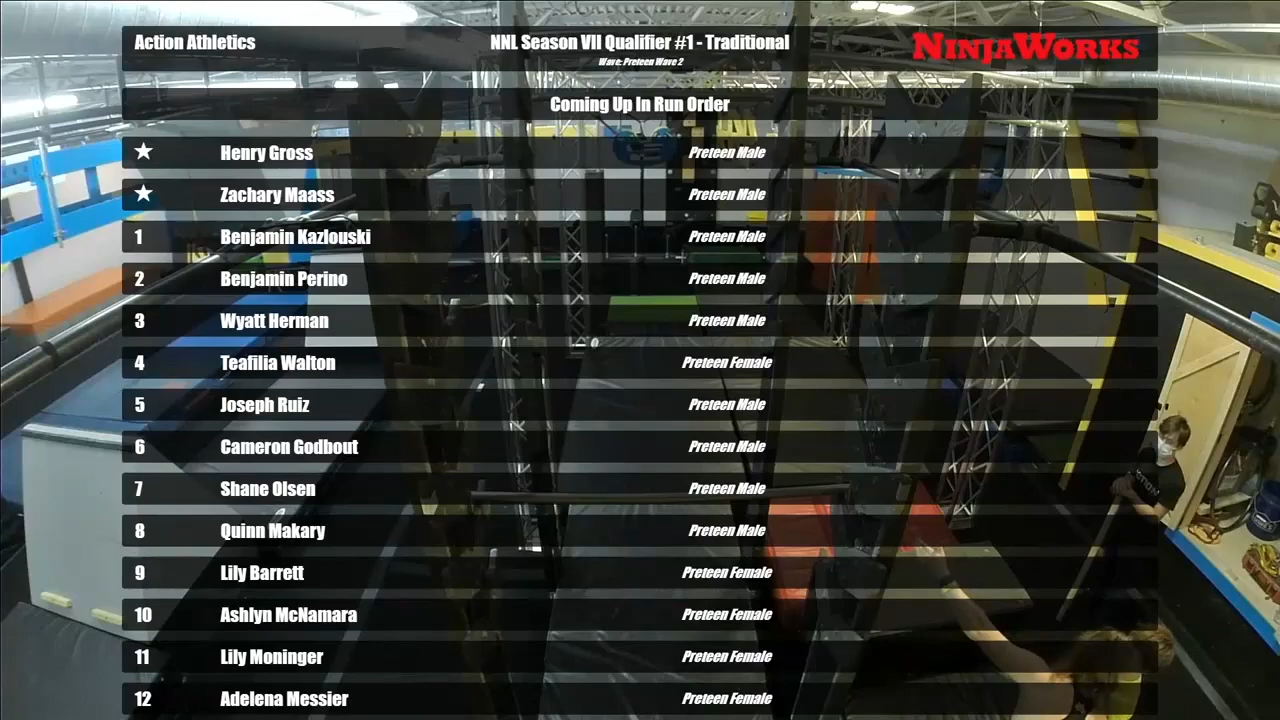 Action Athletics
NNL Season VII Qualifier #1 - Traditional
Wave: Preteen Wave 2
NinjaWorks
Coming Up In Run Order
★ Henry Gross Preteen Male
★ Zachary Maass Preteen Male
1 Benjamin Kazlouski Preteen Male
2 Benjamin Perino Preteen Male
3 Wyatt Herman Preteen Male
4 Teafilia Walton Preteen Female
5 Joseph Ruiz Preteen Male
6 Cameron Godbout Preteen Male
7 Shane Olsen Preteen Male
8 Quinn Makary Preteen Male
9 Lily Barrett Preteen Female
10 Ashlyn McNamara Preteen Female
11 Lily Moninger Preteen Female
12 Adelena Messier Preteen Female